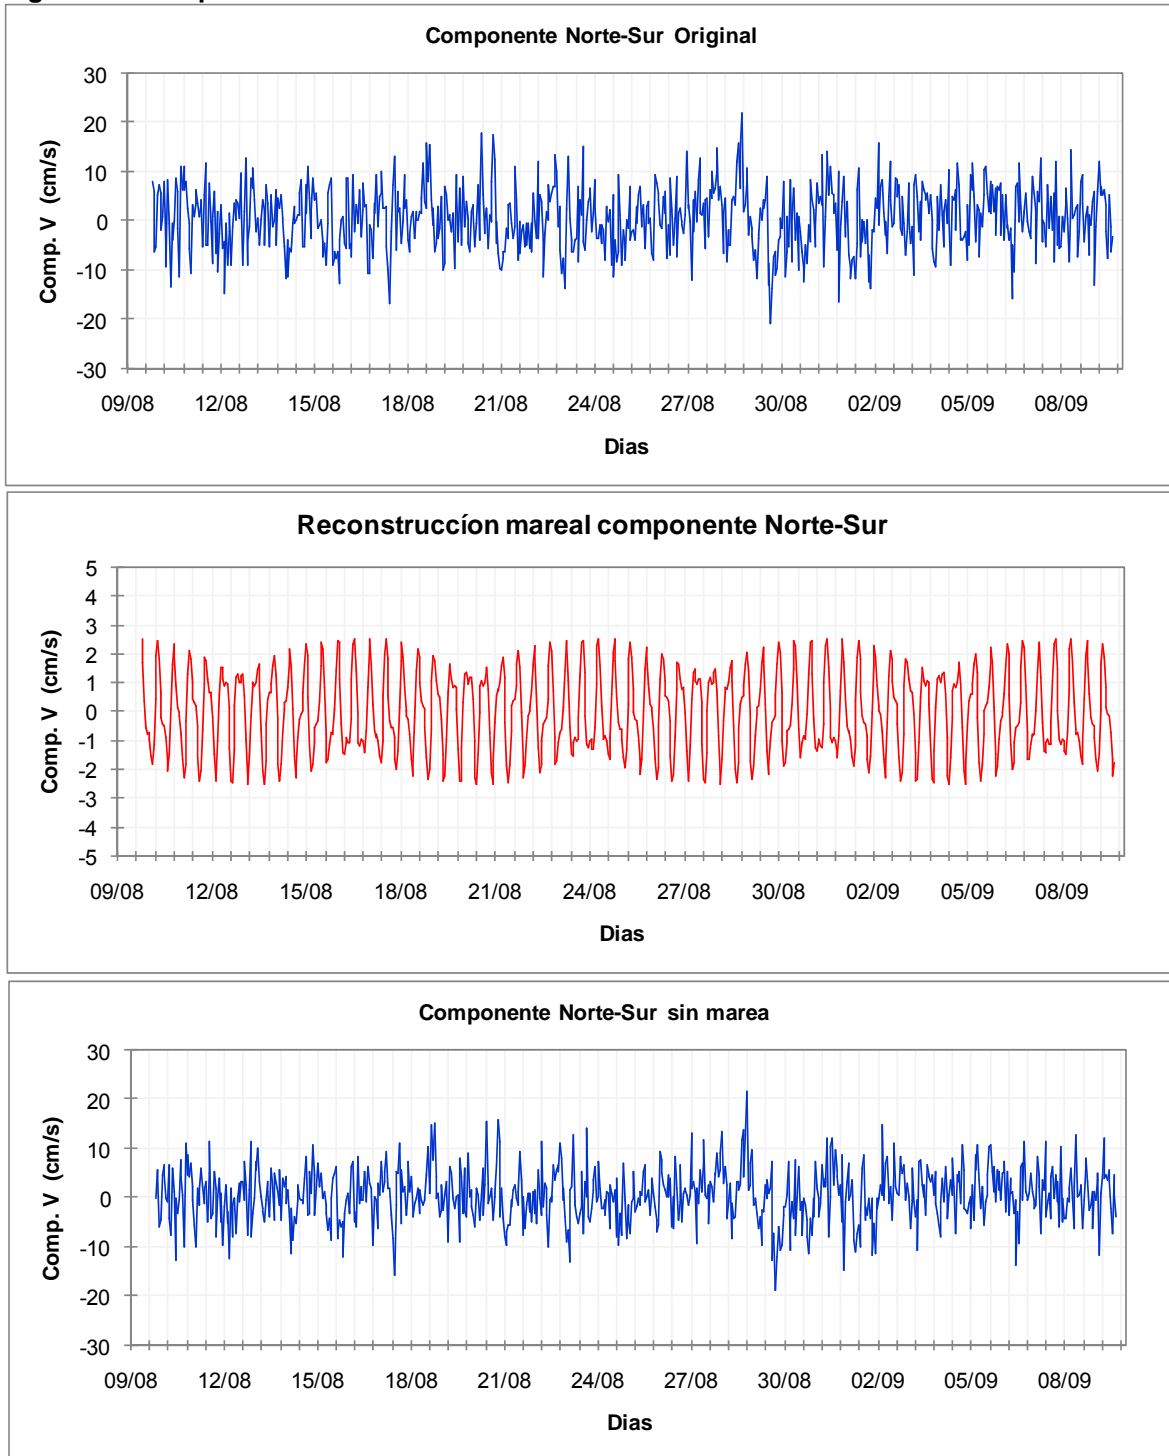 Componente Norte-Sur Original
30
20
10
0
-10
-20
-30
Comp. V (cm/s)
09/08 12/08 15/08 18/08 21/08 24/08 27/08 30/08 02/09 05/09 08/09
Dias
Reconstruccíon mareal componente Norte-Sur
5
4
3
2
1
0
-1
-2
-3
-4
-5
Comp. V (cm/s)
09/08 12/08 15/08 18/08 21/08 24/08 27/08 30/08 02/09 05/09 08/09
Dias
Componente Norte-Sur sin marea
30
20
10
0
-10
-20
-30
Comp. V (cm/s)
09/08 12/08 15/08 18/08 21/08 24/08 27/08 30/08 02/09 05/09 08/09
Dias